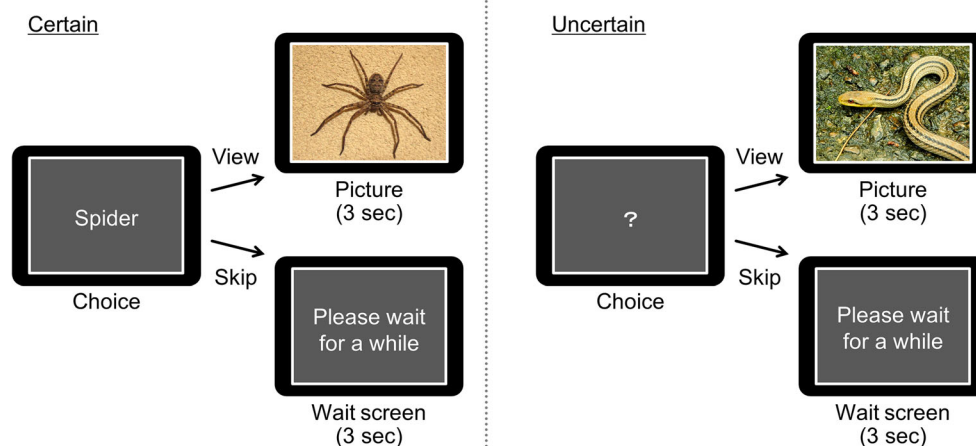 Certain
Spider
Choice
View
Skip
Picture
(3 sec)
Please wait
for a while
Wait screen
(3 sec)
Uncertain
?
Choice
View
Skip
Picture
(3 sec)
Please wait
for a while
Wait screen
(3 sec)